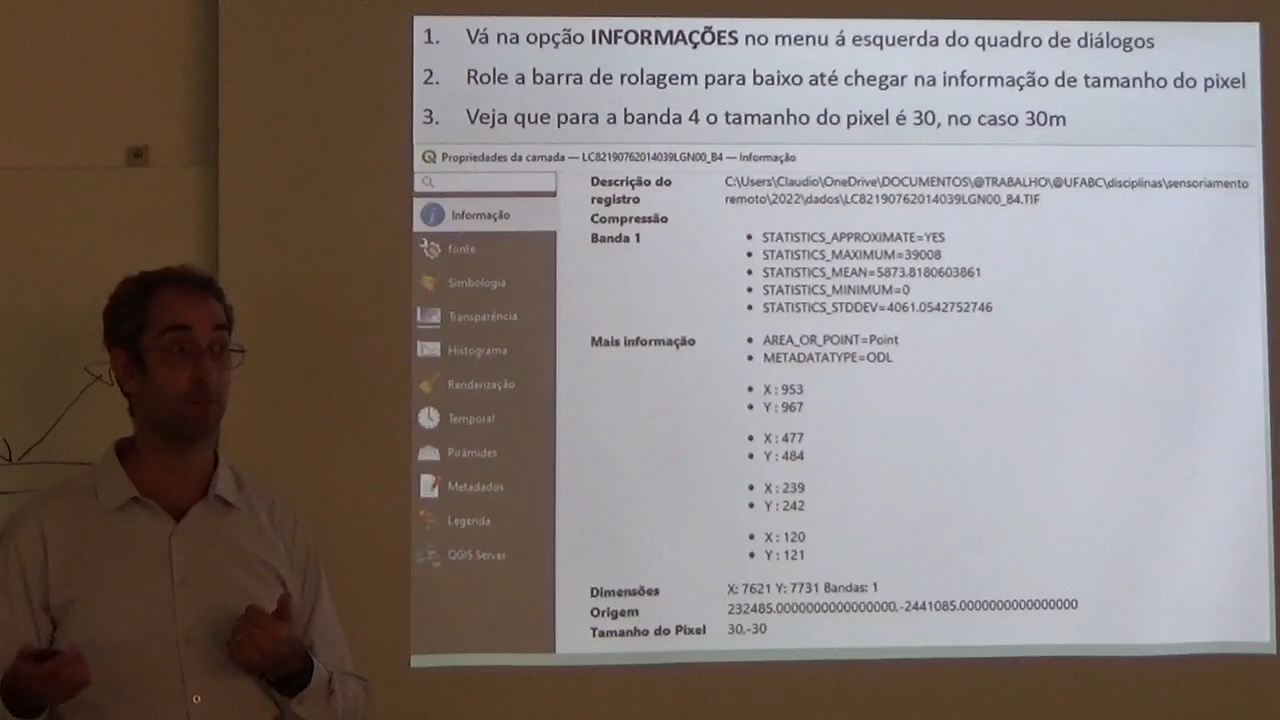 1. Vá na opção INFORMAÇÕES no menu á esquerda do quadro de diálogos
2. Role a barra de rolagem para baixo até chegar na informação de tamanho do pixel
3. Veja que para a banda 4 o tamanho do pixel é 30, no caso 30m
Propriedades da camada — LC82190762014039LGN00_B4 — Informação
Informação
fonte
Simbologia
Transparência
Histograma
Renderização
Temporal
Pirâmides
Metadados
Legenda
QGIS Server
Descrição do registro C:\Users\Claudio\OneDrive\DOCUMENTOS\@TRABALHO\@UFABC\disciplinas\sensoriamento
remoto\2022\dados\LC82190762014039LGN00_B4.TIF
Compressão
Banda 1
• STATISTICS_APPROXIMATE=YES
• STATISTICS_MAXIMUM=39008
• STATISTICS_MEAN=5873.8180603861
• STATISTICS_MINIMUM=0
• STATISTICS_STDDEV=4061.0542752746
Mais informação
• AREA_OR_POINT=Point
• METADATATYPE=ODL
• X : 953
• Y : 967
• X : 477
• Y : 484
• X : 239
• Y : 242
• X : 120
• Y : 121
Dimensões X: 7621 Y: 7731 Bandas: 1
Origem 232485.0000000000000000,-2441085.0000000000000000
Tamanho do Pixel 30,-30